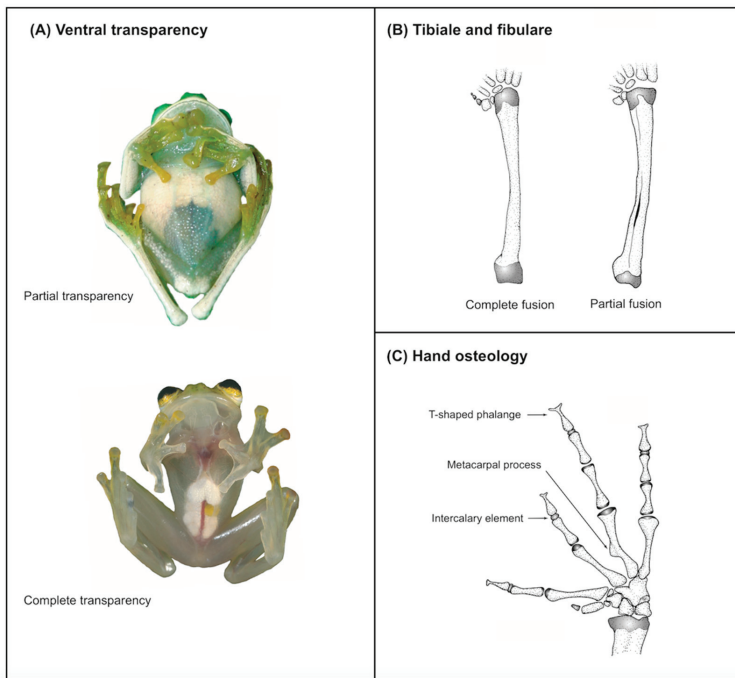 (A) Ventral transparency
Partial transparency
Complete transparency
(B) Tibiale and fibulare
Complete fusion
Partial fusion
(C) Hand osteology
T-shaped phalange
Metacarpal process
Intercalary element